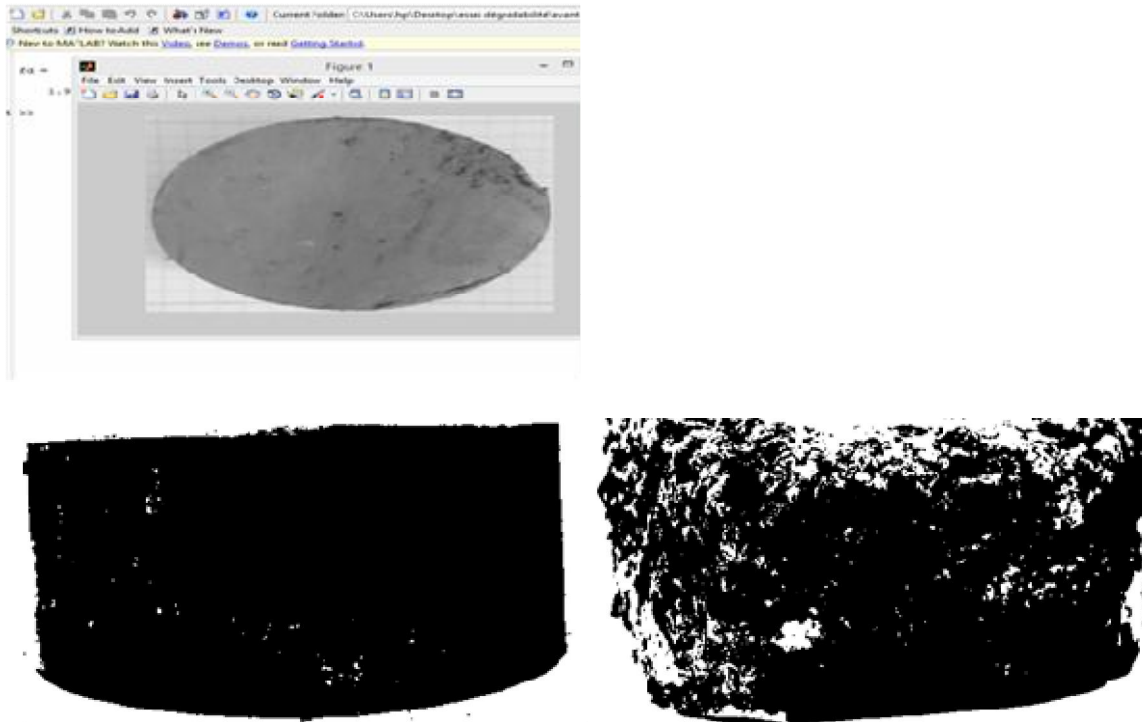 Current Folder: C:\Users\hp\Desktop\essai dégradabilité\avant
Shortcuts How to Add What's New
New to MATLAB? Watch this Video, see Demos, or read Getting Started.
Figure 1
File Edit View Insert Tools Desktop Window Help
>>